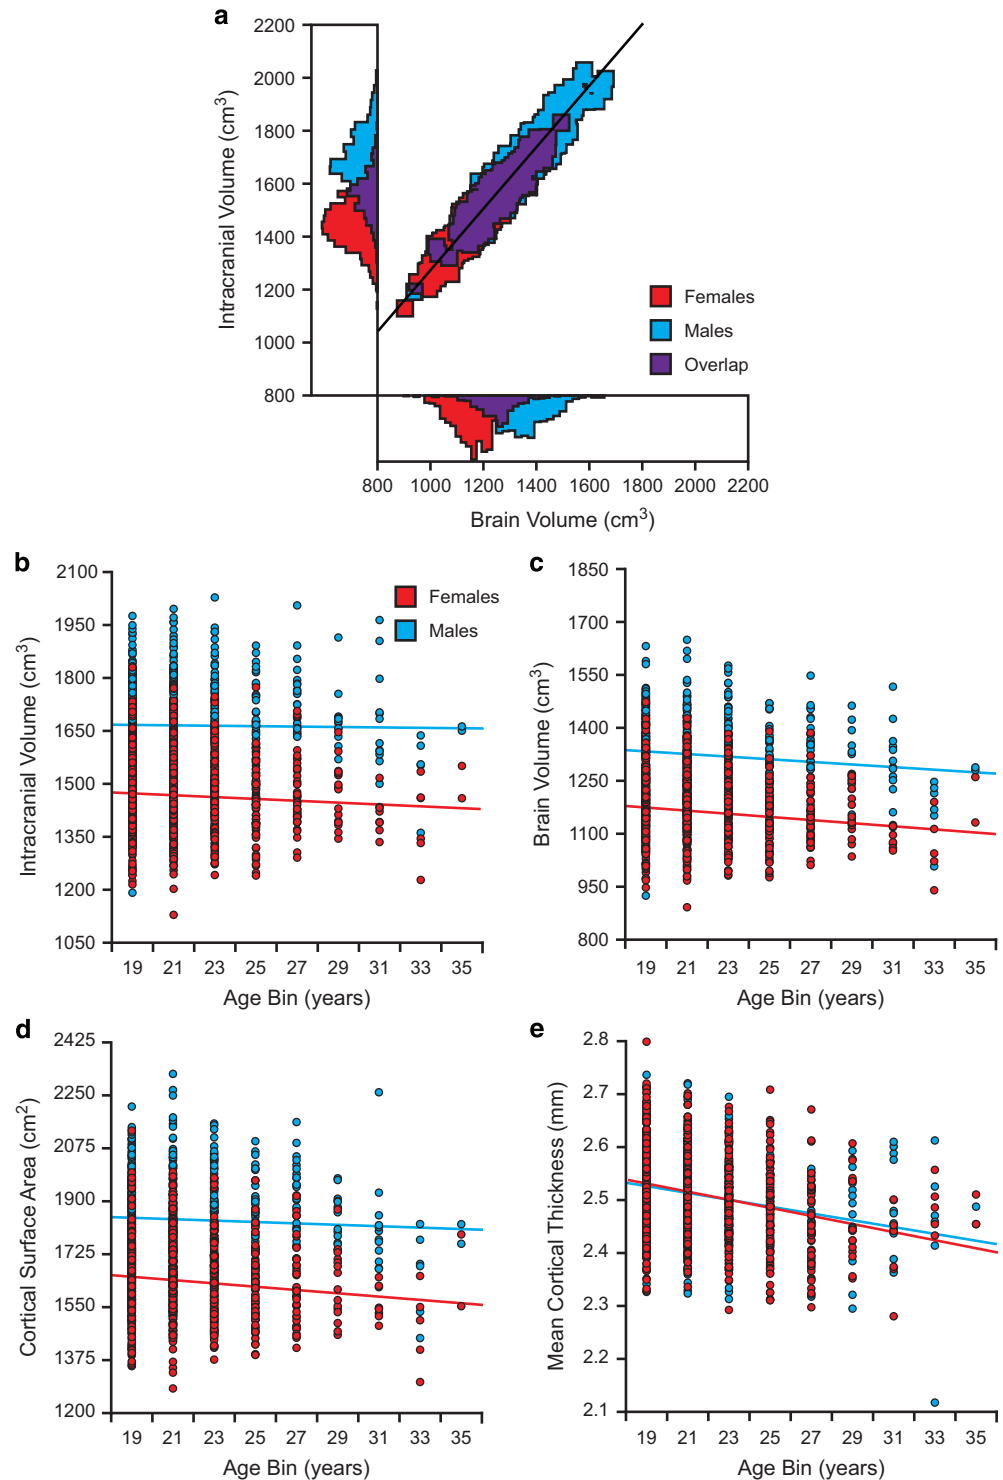 a
2200
2000
1800
1600
1400
1200
1000
800
Intracranial Volume (cm3)
Females
Males
Overlap
800 1000 1200 1400 1600 1800 2000 2200
Brain Volume (cm3)
b
2100
1950
1800
1650
1500
1350
1200
1050
Intracranial Volume (cm3)
Females
Males
19 21 23 25 27 29 31 33 35
Age Bin (years)
c
1850
1700
1550
1400
1250
1100
950
800
Brain Volume (cm3)
19 21 23 25 27 29 31 33 35
Age Bin (years)
d
2425
2250
2075
1900
1725
1550
1375
1200
Cortical Surface Area (cm2)
19 21 23 25 27 29 31 33 35
Age Bin (years)
e
2.8
2.7
2.6
2.5
2.4
2.3
2.2
2.1
Mean Cortical Thickness (mm)
19 21 23 25 27 29 31 33 35
Age Bin (years)